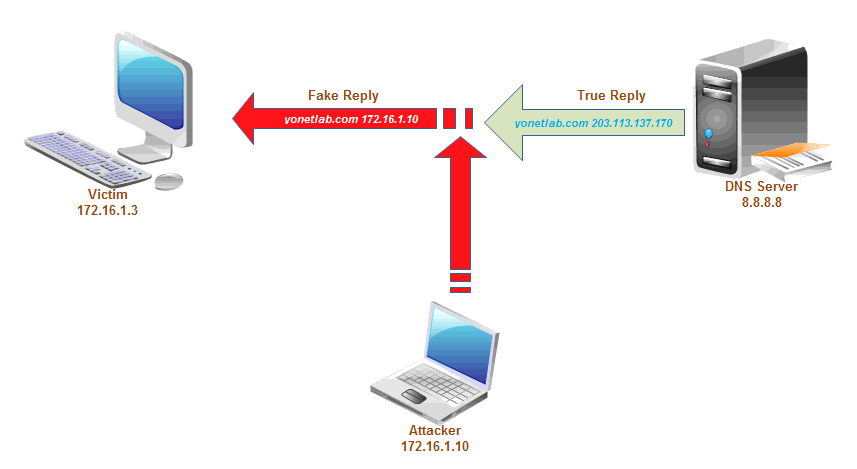 Fake Reply
True Reply
yonetlab.com 172.16.1.10
yonetlab.com 203.113.137.170
Victim
172.16.1.3
DNS Server
8.8.8.8
Attacker
172.16.1.10